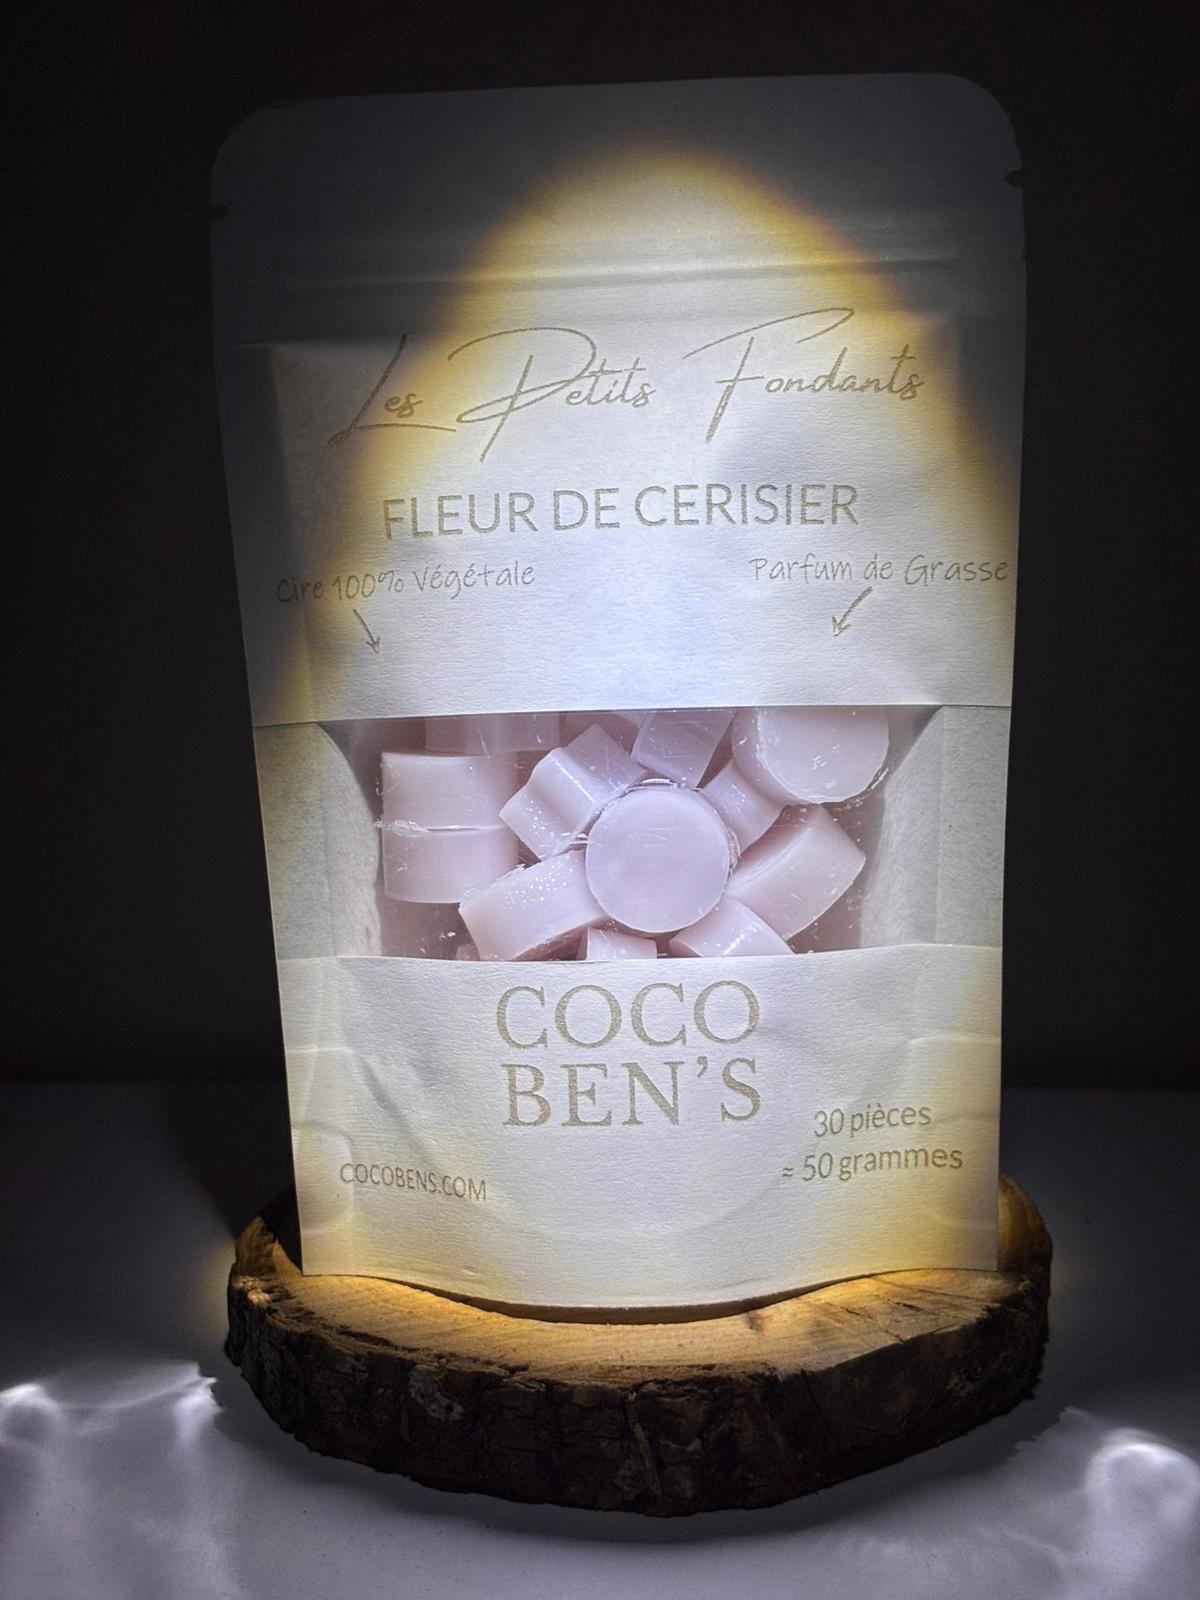 Les Petits Fondants
FLEUR DE CERISIER
Cire 100% Végétale
Parfum de Grasse
COCO
BEN'S
30 pièces
≈ 50 grammes
COCOBENS.COM